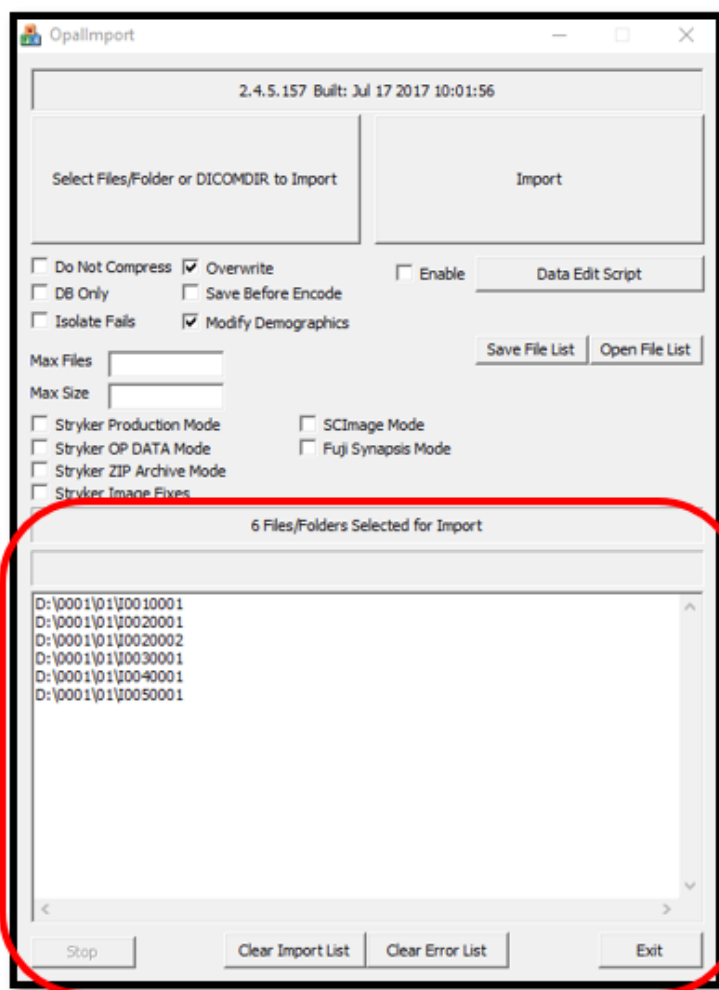 OpalImport
2.4.5.157 Built: Jul 17 2017 10:01:56
Select Files/Folder or DICOMDIR to Import
Import
Do Not Compress
Overwrite
Enable
Data Edit Script
DB Only
Save Before Encode
Isolate Fails
Modify Demographics
Save File List
Open File List
Max Files
Max Size
Stryker Production Mode
SCImage Mode
Stryker OP DATA Mode
Fuji Synapsis Mode
Stryker ZIP Archive Mode
Stryker Image Fixes
6 Files/Folders Selected for Import
D:\0001\01\I0010001
D:\0001\01\I0020001
D:\0001\01\I0020002
D:\0001\01\I0030001
D:\0001\01\I0040001
D:\0001\01\I0050001
Stop
Clear Import List
Clear Error List
Exit